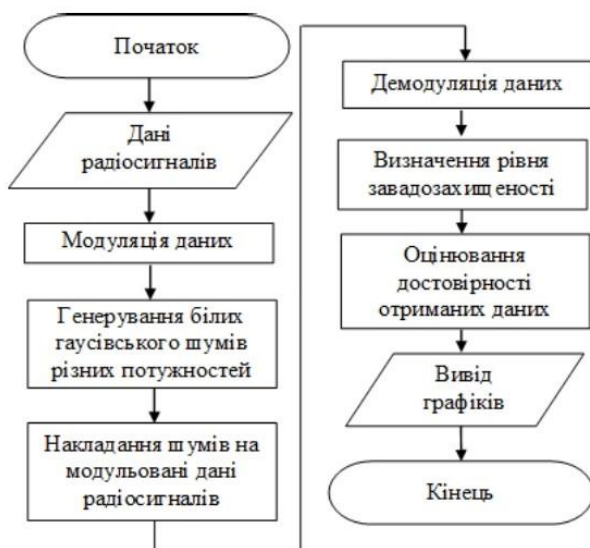 Початок
Дані
радіосигналів
Модуляція даних
Генерування білих
гаусівського шумів
різних потужностей
Накладання шумів на
модульовані дані
радіосигналів
Демодуляція даних
Визначення рівня
завадозахищеності
Оцінювання
достовірності
отриманих даних
Вивід
графіків
Кінець